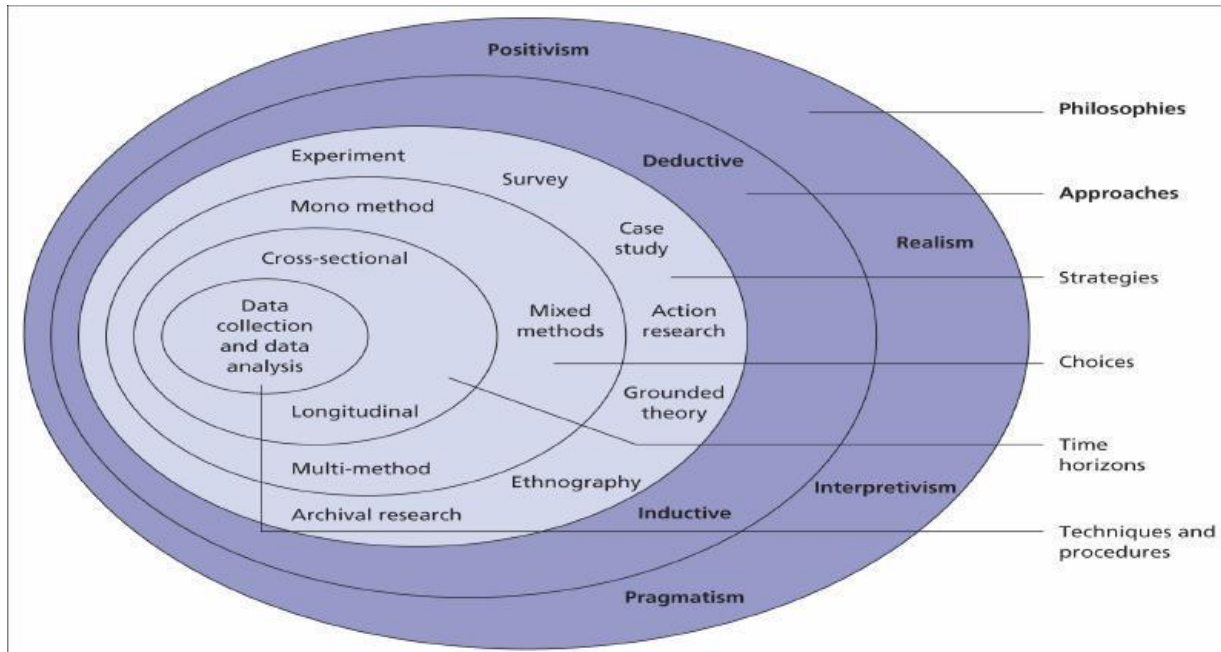 Positivism
Philosophies
Experiment
Deductive
Survey
Approaches
Mono method
Case
study
Realism
Cross-sectional
Strategies
Data
collection
and data
analysis
Mixed
methods
Action
research
Choices
Longitudinal
Grounded
theory
Time
horizons
Multi-method
Ethnography
Interpretivism
Archival research
Inductive
Techniques and
procedures
Pragmatism